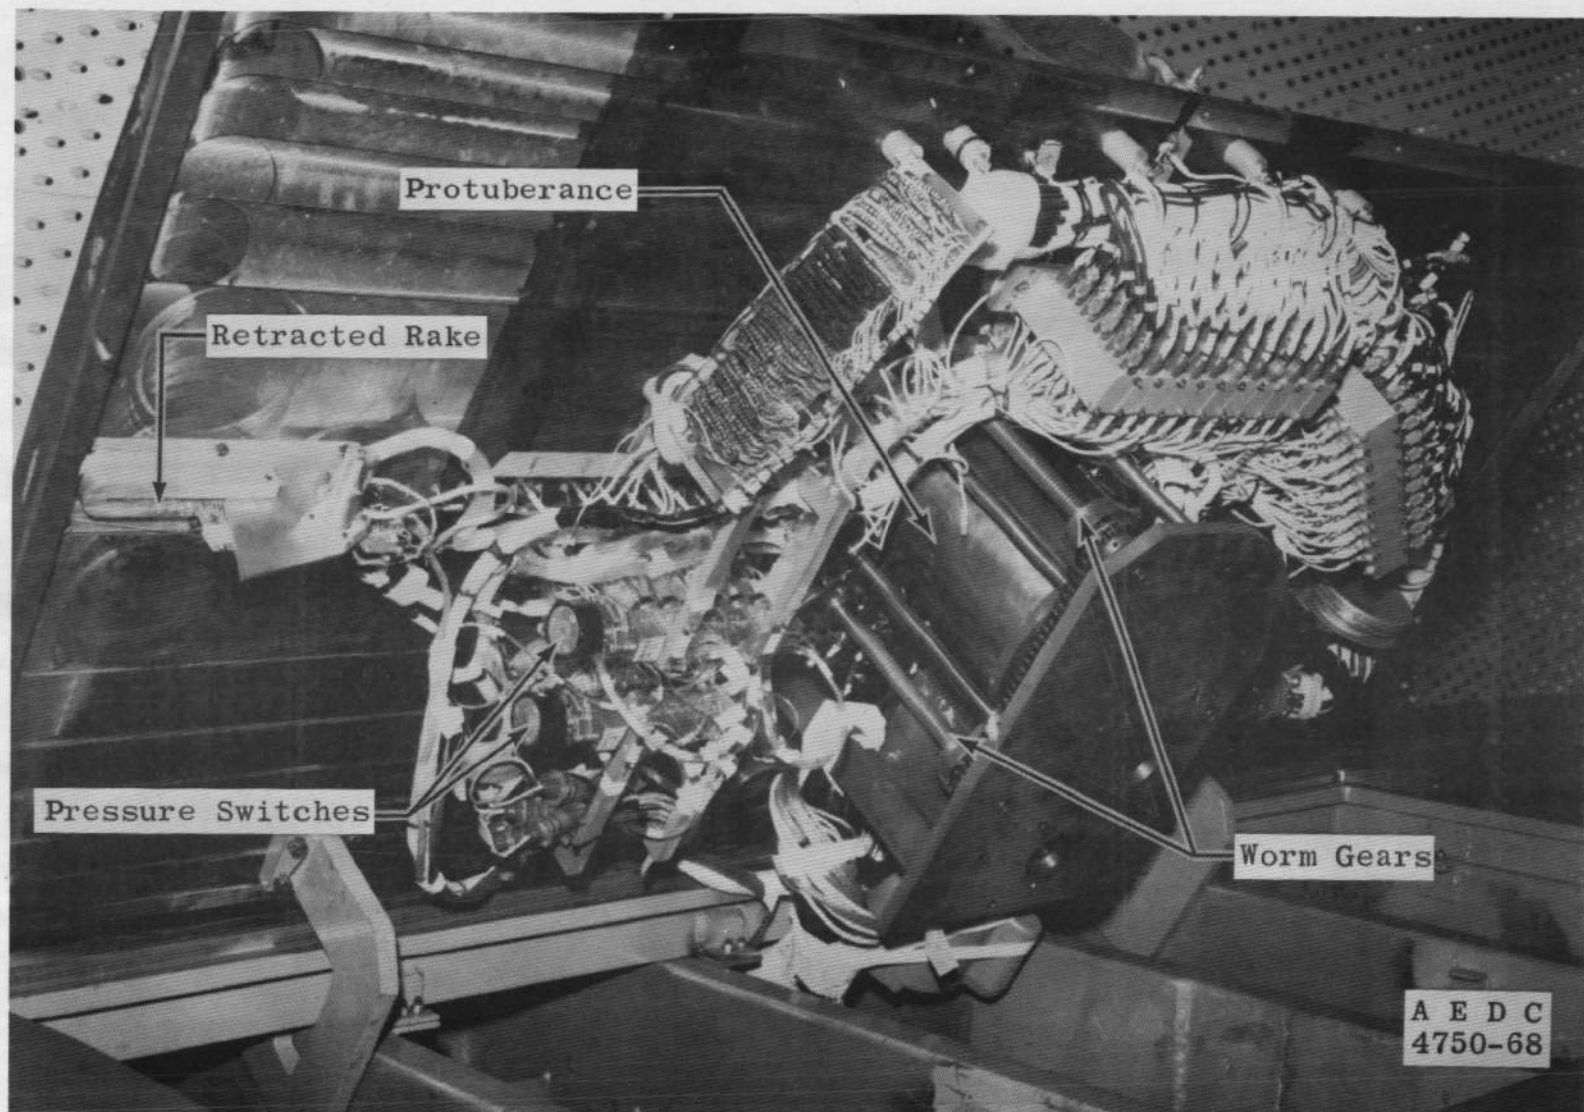 Protuberance
Retracted Rake
Pressure Switches
Worm Gears
A E D C
4750-68